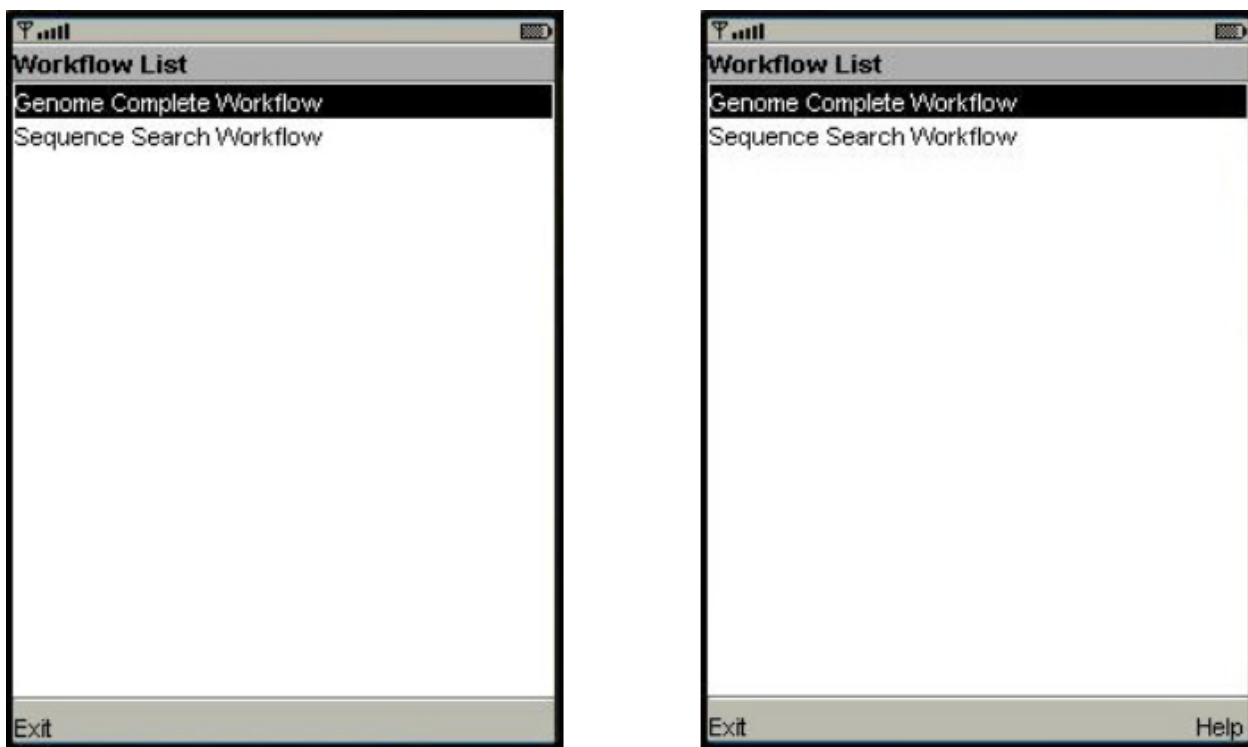 Workflow List
Genome Complete Workflow
Sequence Search Workflow
Exit
Workflow List
Genome Complete Workflow
Sequence Search Workflow
Exit Help